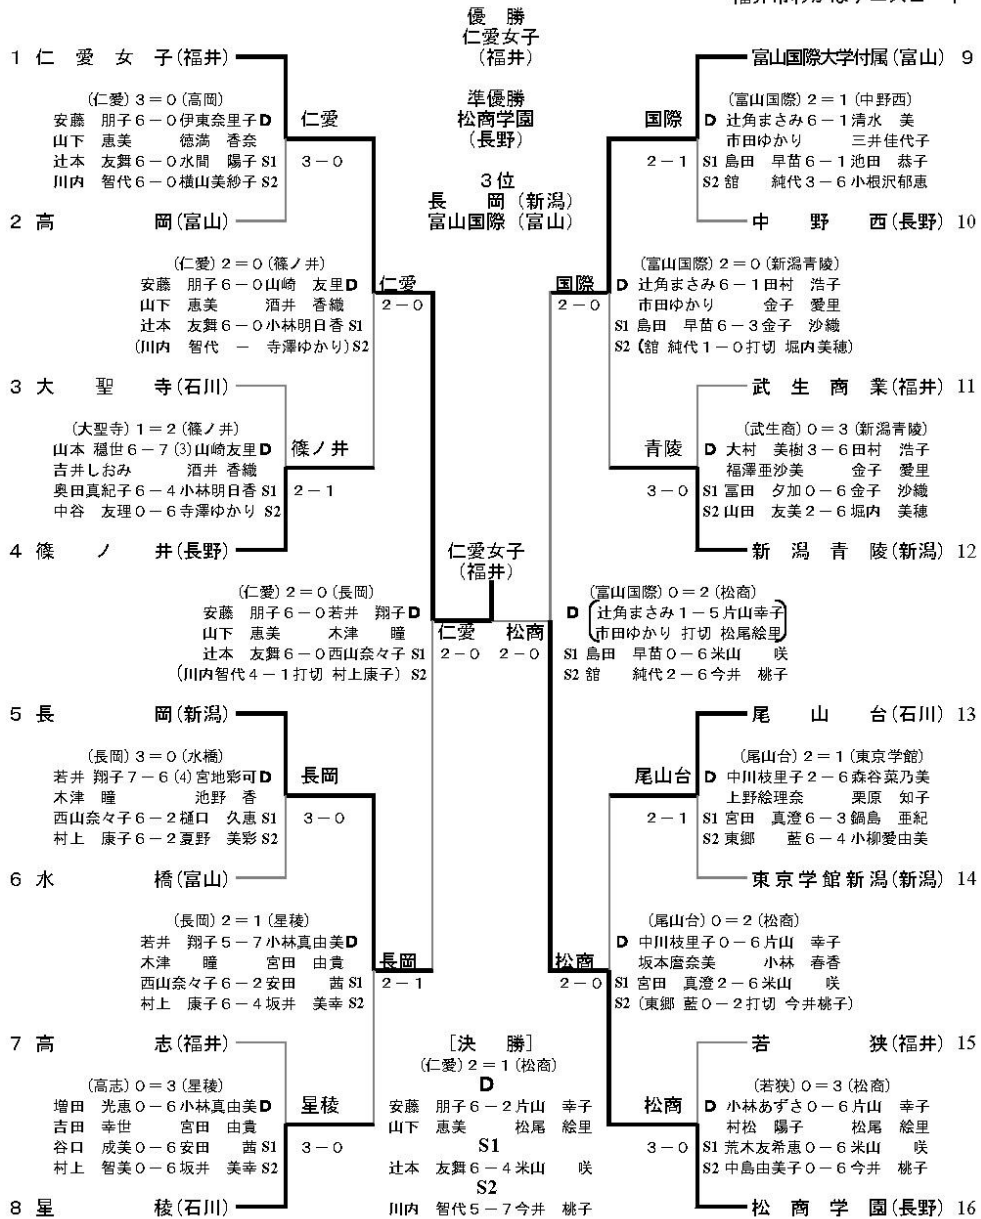 優　勝
仁愛女子
(福井)
準優勝
松商学園
(長野)
3位
長　岡 (新潟)
富山国際 (富山)
1 仁愛女子(福井)
(仁愛) 3=0 (高岡)
安藤　朋子6-0伊東奈里子D
山下　恵美　徳満　香奈
辻本　友舞6-0水間　陽子 S1
川内　智代6-0横山美紗子 S2
仁愛
3-0
2 高　岡(富山)
(仁愛) 2=0 (篠ノ井)
安藤　朋子6-0山崎　友里D
山下　恵美　酒井　香織
辻本　友舞6-0小林明日香 S1
(川内　智代　-　寺澤ゆかり) S2
仁愛
2-0
3 大聖寺(石川)
(大聖寺) 1=2 (篠ノ井)
山本 穏世6-7(3)山崎友里D
吉井しおみ　酒井 香織
奥田真紀子6-4小林明日香 S1
中谷　友理0-6寺澤ゆかり S2
篠ノ井
2-1
4 篠ノ井(長野)
(仁愛) 2=0 (長岡)
安藤　朋子6-0若井　翔子D
山下　恵美　木津　瞳
辻本　友舞6-0西山奈々子 S1
(川内智代4-1打切 村上康子) S2
仁愛
2-0
仁愛女子
(福井)
5 長　岡(新潟)
(長岡) 3=0 (水橋)
若井 翔子7-6(4)宮地彩可D
木津　瞳　池野　香
西山奈々子6-2樋口　久恵 S1
村上　康子6-2夏野　美彩 S2
長岡
3-0
6 水　橋(富山)
(長岡) 2=1 (星稜)
若井　翔子5-7小林真由美D
木津　瞳　宮田　由貴
西山奈々子6-2安田　茜 S1
村上　康子6-4坂井　美幸 S2
長岡
2-1
7 高　志(福井)
(高志) 0=3 (星稜)
増田　光恵0-6小林真由美D
吉田　幸世　宮田　由貴
谷口　成美0-6安田　茜 S1
村上　智美0-6坂井　美幸 S2
星稜
3-0
8 星　稜(石川)
[決　勝]
(仁愛) 2=1 (松商)
D
安藤　朋子6-2片山　幸子
山下　恵美　松尾　絵里
S1
辻本　友舞6-4米山　咲
S2
川内　智代5-7今井　桃子
富山国際大学付属(富山) 9
(富山国際) 2=1 (中野西)
D 辻角まさみ6-1清水　美
市田ゆかり　三井佳代子
S1 島田　早苗6-1池田　恭子
S2 舘　純代3-6小根沢郁恵
国際
2-1
中野西(長野) 10
(富山国際) 2=0 (新潟青陵)
D 辻角まさみ6-1田村　浩子
市田ゆかり　金子　愛里
S1 島田　早苗6-3金子　沙織
S2 (舘 純代1-0打切 堀内美穂)
国際
2-0
武生商業(福井) 11
(武生商) 0=3 (新潟青陵)
D 大村　美樹3-6田村　浩子
福澤亜沙美　金子　愛里
S1 冨田　夕加0-6金子　沙織
S2 山田　友美2-6堀内　美穂
青陵
3-0
新潟青陵(新潟) 12
(富山国際) 0=2 (松商)
D 辻角まさみ1-5片山幸子
市田ゆかり 打切 松尾絵里
S1 島田　早苗0-6米山　咲
S2 舘　純代2-6今井　桃子
松商
2-0
尾山台(石川) 13
(尾山台) 2=1 (東京学館)
D 中川枝里子2-6森谷菜乃美
上野絵理奈　栗原　知子
S1 宮田　真澄6-3鍋島　亜紀
S2 東郷　藍6-4小柳愛由美
尾山台
2-1
東京学館新潟(新潟) 14
(尾山台) 0=2 (松商)
D 中川枝里子0-6片山　幸子
坂本麿奈美　小林　春香
S1 宮田　真澄2-6米山　咲
S2 (東郷 藍0-2打切 今井桃子)
松商
2-0
若　狭(福井) 15
(若狭) 0=3 (松商)
D 小林あずさ0-6片山　幸子
村松　陽子　松尾　絵里
S1 荒木友希恵0-6米山　咲
S2 中島由美子0-6今井　桃子
松商
3-0
松商学園(長野) 16